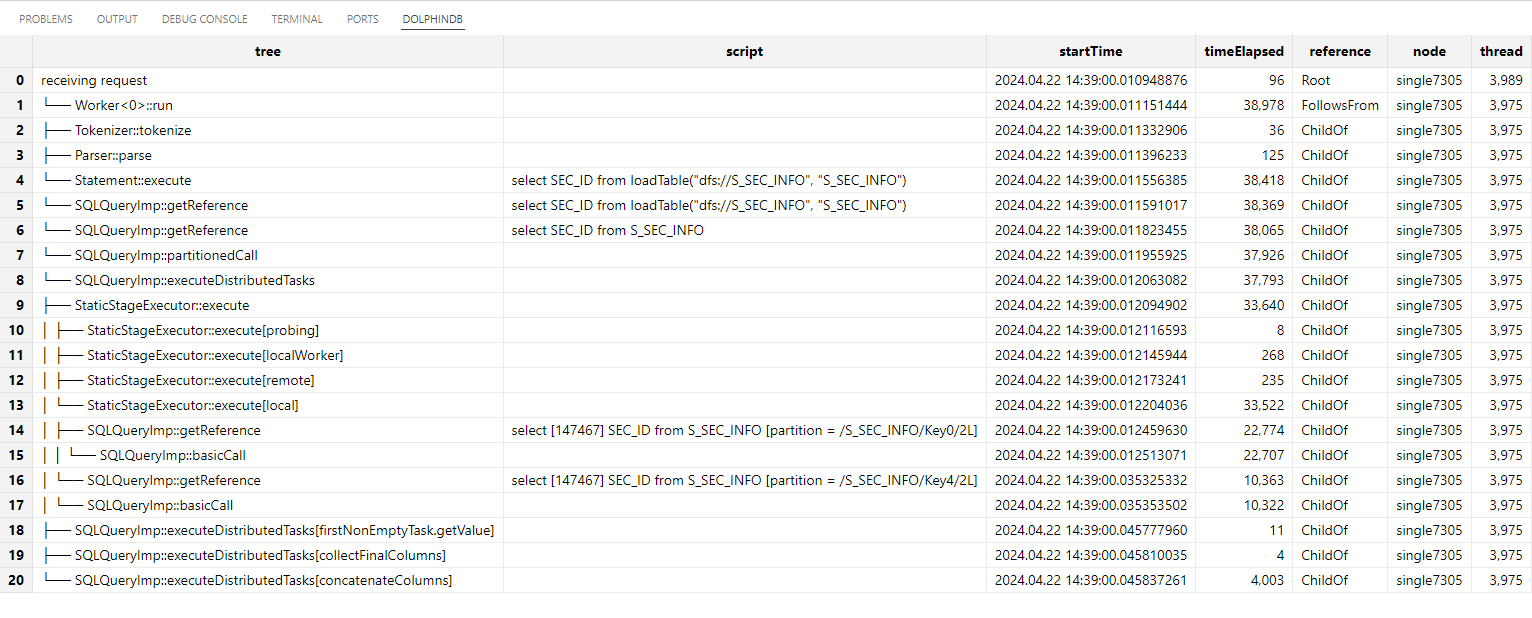 PROBLEMS OUTPUT DEBUG CONSOLE TERMINAL PORTS DOLPHINDB
tree script startTime timeElapsed reference node thread
0 receiving request 2024.04.22 14:39:00.010948876 96 Root single7305 3,989
1 └── Worker<0>::run 2024.04.22 14:39:00.011151444 38,978 FollowsFrom single7305 3,975
2 ├── Tokenizer::tokenize 2024.04.22 14:39:00.011332906 36 ChildOf single7305 3,975
3 ├── Parser::parse 2024.04.22 14:39:00.011396233 125 ChildOf single7305 3,975
4 └── Statement::execute select SEC_ID from loadTable("dfs://S_SEC_INFO", "S_SEC_INFO") 2024.04.22 14:39:00.011556385 38,418 ChildOf single7305 3,975
5 └── SQLQueryImp::getReference select SEC_ID from loadTable("dfs://S_SEC_INFO", "S_SEC_INFO") 2024.04.22 14:39:00.011591017 38,369 ChildOf single7305 3,975
6 └── SQLQueryImp::getReference select SEC_ID from S_SEC_INFO 2024.04.22 14:39:00.011823455 38,065 ChildOf single7305 3,975
7 └── SQLQueryImp::partitionedCall 2024.04.22 14:39:00.011955925 37,926 ChildOf single7305 3,975
8 └── SQLQueryImp::executeDistributedTasks 2024.04.22 14:39:00.012063082 37,793 ChildOf single7305 3,975
9 ├── StaticStageExecutor::execute 2024.04.22 14:39:00.012094902 33,640 ChildOf single7305 3,975
10 │ ├── StaticStageExecutor::execute[probing] 2024.04.22 14:39:00.012116593 8 ChildOf single7305 3,975
11 │ ├── StaticStageExecutor::execute[localWorker] 2024.04.22 14:39:00.012145944 268 ChildOf single7305 3,975
12 │ ├── StaticStageExecutor::execute[remote] 2024.04.22 14:39:00.012173241 235 ChildOf single7305 3,975
13 │ └── StaticStageExecutor::execute[local] 2024.04.22 14:39:00.012204036 33,522 ChildOf single7305 3,975
14 │ ├── SQLQueryImp::getReference select [147467] SEC_ID from S_SEC_INFO [partition = /S_SEC_INFO/Key0/2L] 2024.04.22 14:39:00.012459630 22,774 ChildOf single7305 3,975
15 │ │ └── SQLQueryImp::basicCall 2024.04.22 14:39:00.012513071 22,707 ChildOf single7305 3,975
16 │ └── SQLQueryImp::getReference select [147467] SEC_ID from S_SEC_INFO [partition = /S_SEC_INFO/Key4/2L] 2024.04.22 14:39:00.035325332 10,363 ChildOf single7305 3,975
17 │ └── SQLQueryImp::basicCall 2024.04.22 14:39:00.035353502 10,322 ChildOf single7305 3,975
18 ├── SQLQueryImp::executeDistributedTasks[firstNonEmptyTask.getValue] 2024.04.22 14:39:00.045777960 11 ChildOf single7305 3,975
19 ├── SQLQueryImp::executeDistributedTasks[collectFinalColumns] 2024.04.22 14:39:00.045810035 4 ChildOf single7305 3,975
20 └── SQLQueryImp::executeDistributedTasks[concatenateColumns] 2024.04.22 14:39:00.045837261 4,003 ChildOf single7305 3,975